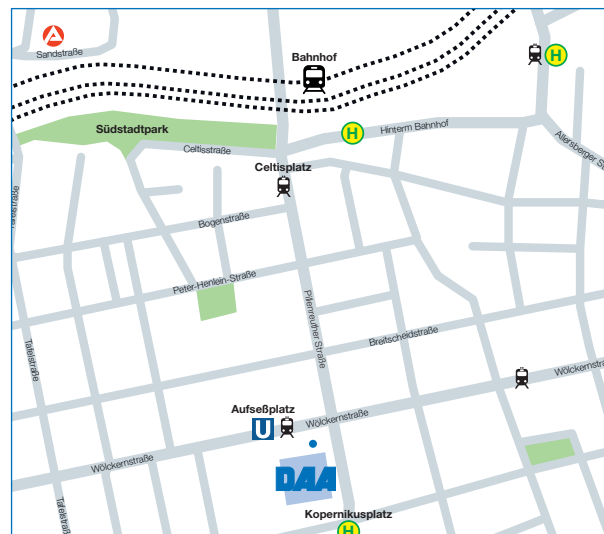 Sandstraße
Bahnhof
H
Südstadtpark
H
Hinterm Bahnhof
Celtisstraße
Allersberger
Celtisplatz
Bogenstraße
Peter-Henlein-Straße
Pillenreuther Straße
Breitscheidstraße
Tafelstraße
Wölckernstraße
Aufseßplatz
U
Wölckernstraße
Wölckernstraße
DAA
Tafelstraße
Kopernikusplatz
H